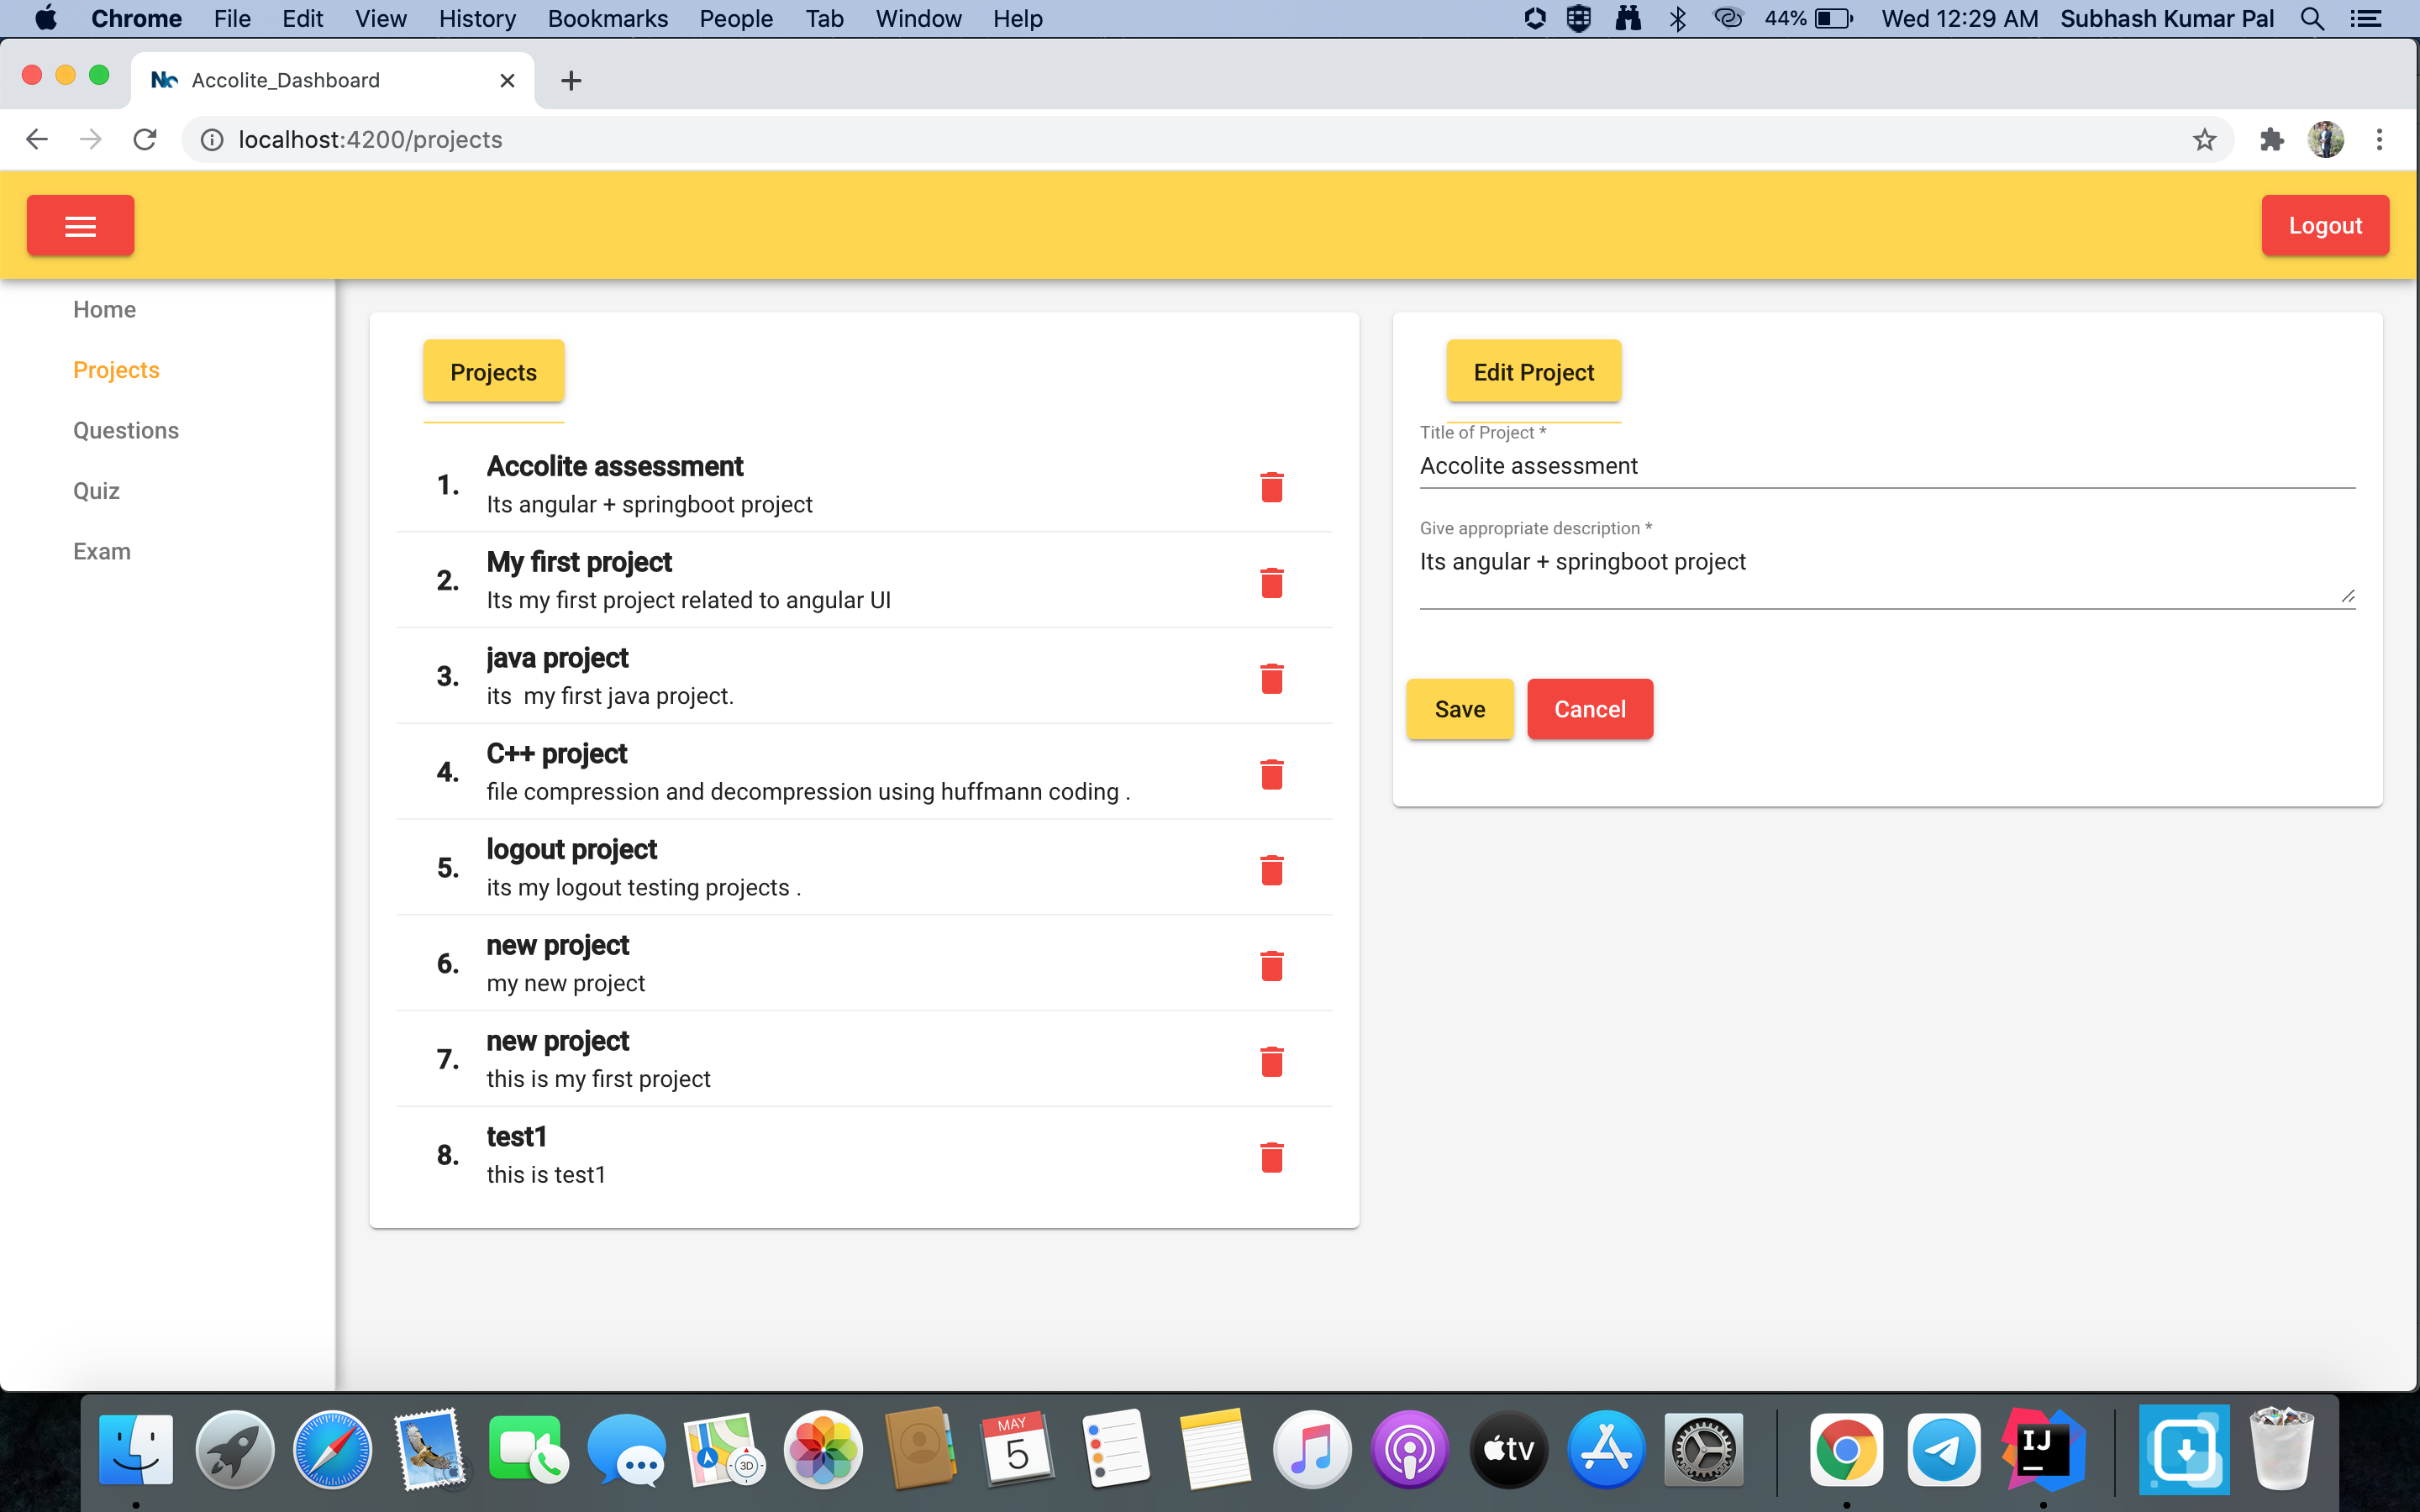 Chrome File Edit View History Bookmarks People Tab Window Help 44% Wed 12:29 AM Subhash Kumar Pal
Accolite_Dashboard
localhost:4200/projects
Logout
Home
Projects
Questions
Quiz
Exam
Projects
1. Accolite assessment
Its angular + springboot project
2. My first project
Its my first project related to angular UI
3. java project
its  my first java project.
4. C++ project
file compression and decompression using huffmann coding .
5. logout project
its my logout testing projects .
6. new project
my new project
7. new project
this is my first project
8. test1
this is test1
Edit Project
Title of Project *
Accolite assessment
Give appropriate description *
Its angular + springboot project
Save Cancel
3D
MAY
5
tv
IJ